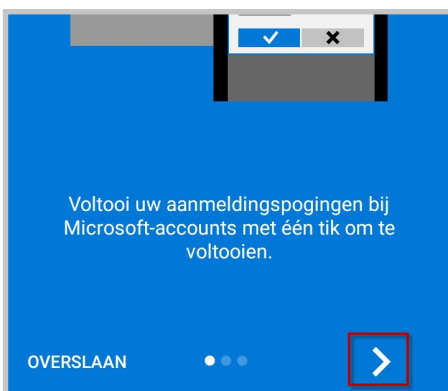 Voltooi uw aanmeldingspogingen bij
Microsoft-accounts met één tik om te
voltooien.
OVERSLAAN